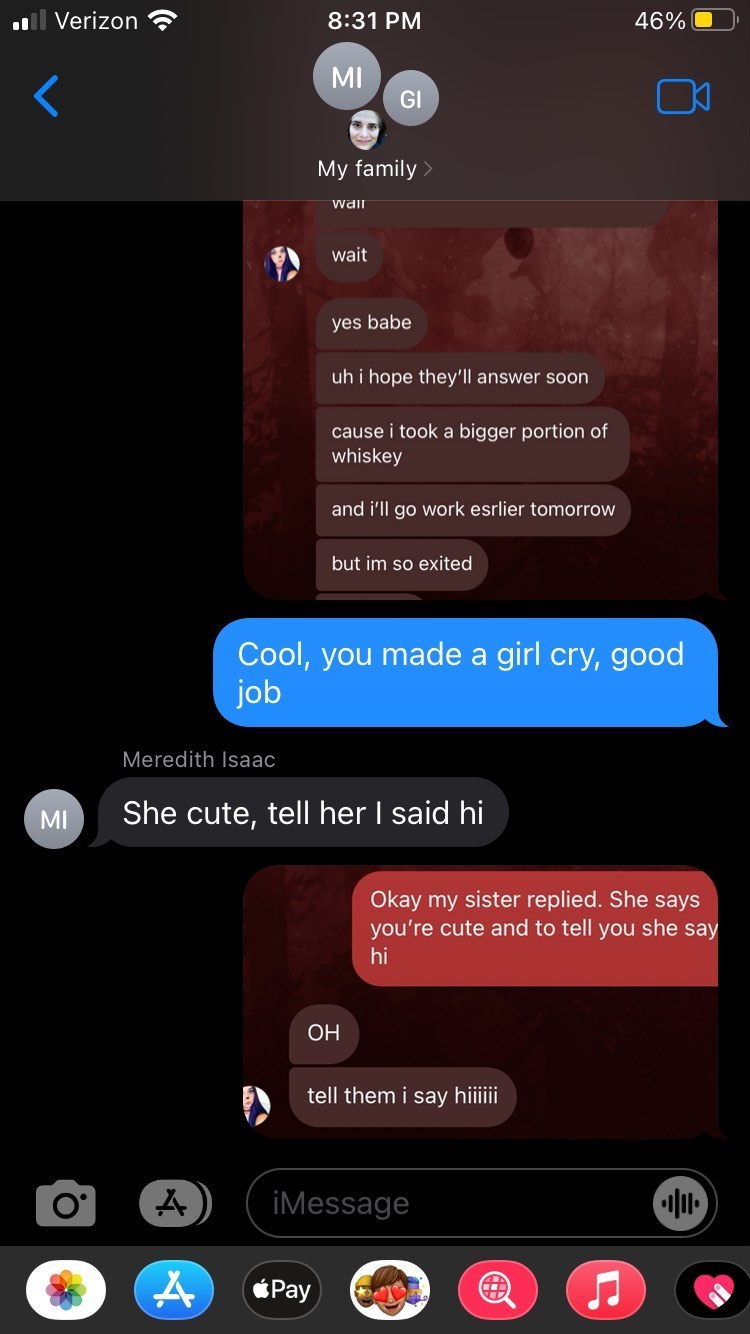 Verizon 8:31 PM 46%
MI
GI
My family
wait
yes babe
uh i hope they'll answer soon
cause i took a bigger portion of
whiskey
and i'll go work esrlier tomorrow
but im so exited
Cool, you made a girl cry, good
job
Meredith Isaac
MI
She cute, tell her I said hi
Okay my sister replied. She says
you're cute and to tell you she say
hi
OH
tell them i say hiiiiii
iMessage
Pay